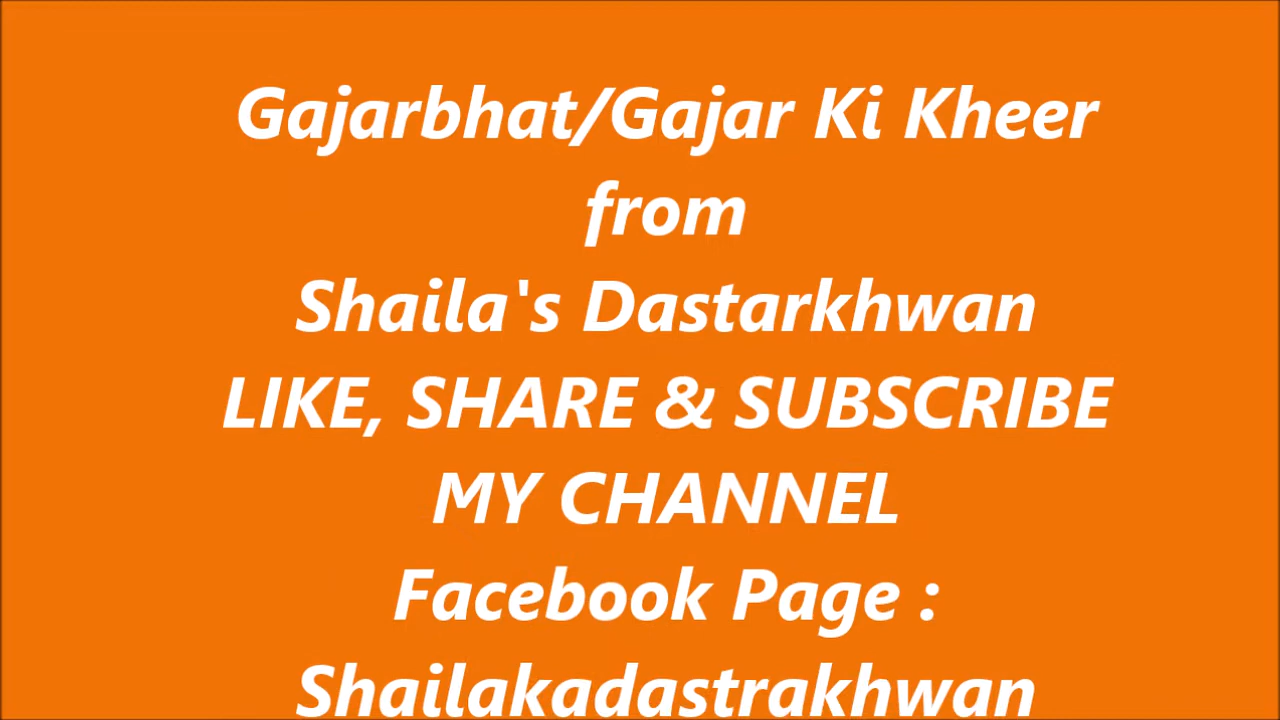 Gajarbhat/Gajar Ki Kheer
from
Shaila's Dastarkhwan
LIKE, SHARE & SUBSCRIBE
MY CHANNEL
Facebook Page :
Shailakadastrakhwan